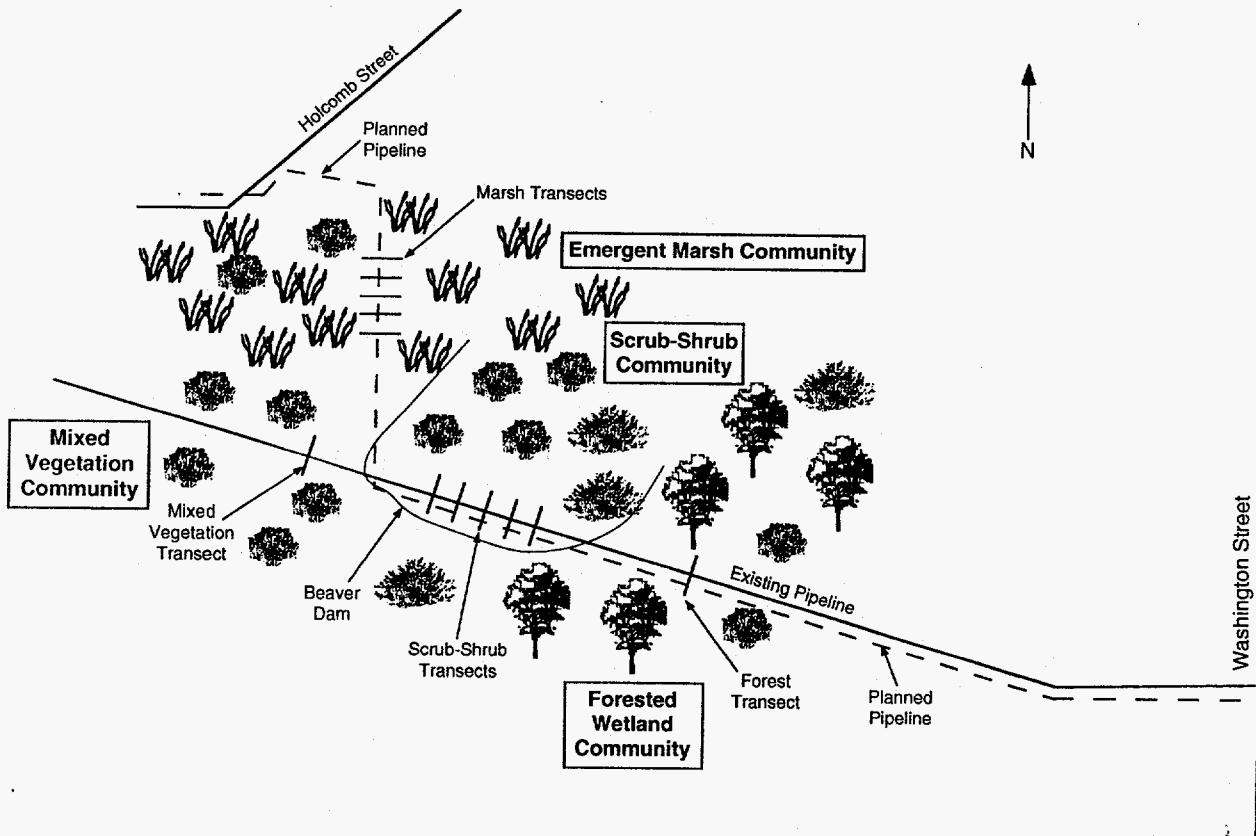 Holcomb Street
Planned
Pipeline
N
Marsh Transects
Emergent Marsh Community
Scrub-Shrub
Community
Mixed
Vegetation
Community
Mixed
Vegetation
Transect
Beaver
Dam
Scrub-Shrub
Transects
Existing Pipeline
Forest
Transect
Planned
Pipeline
Forested
Wetland
Community
Washington Street